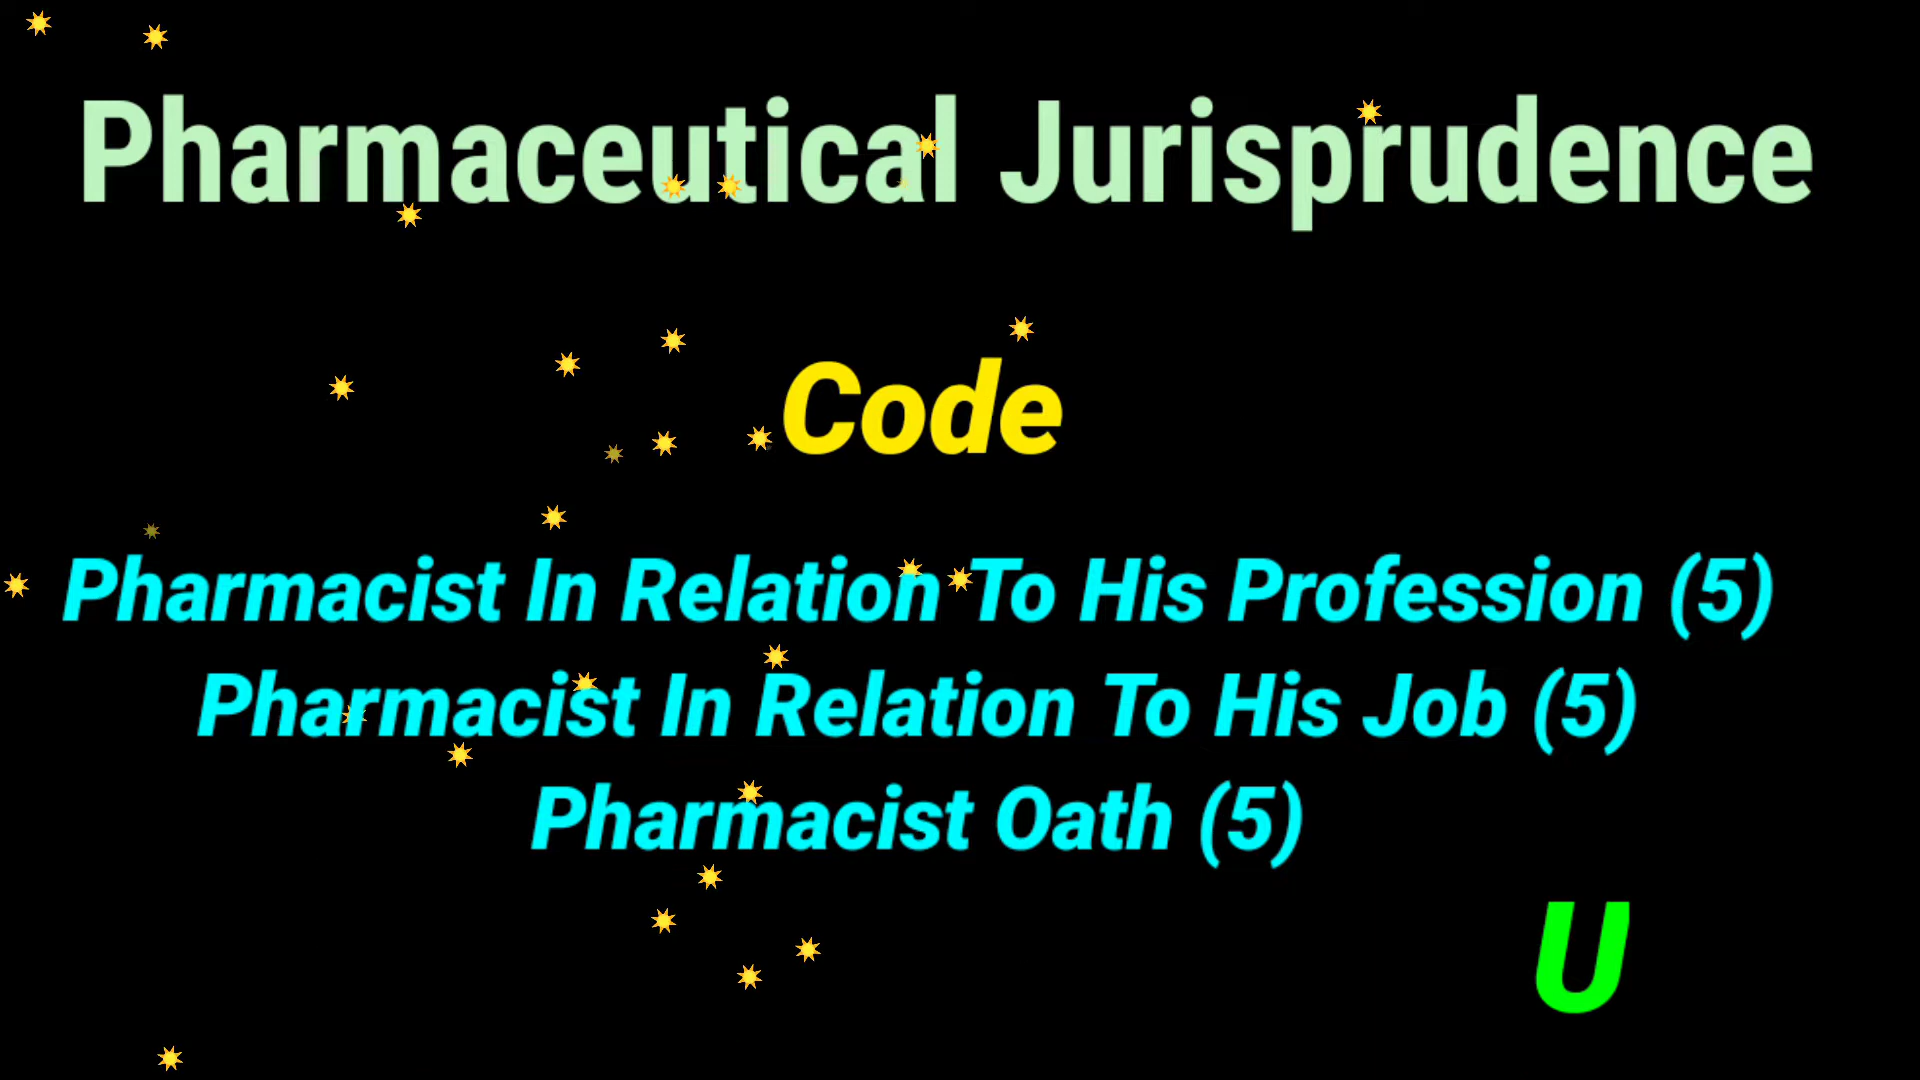 Pharmaceutical Jurisprudence
Code
Pharmacist In Relation To His Profession (5)
Pharmacist In Relation To His Job (5)
Pharmacist Oath (5)
U